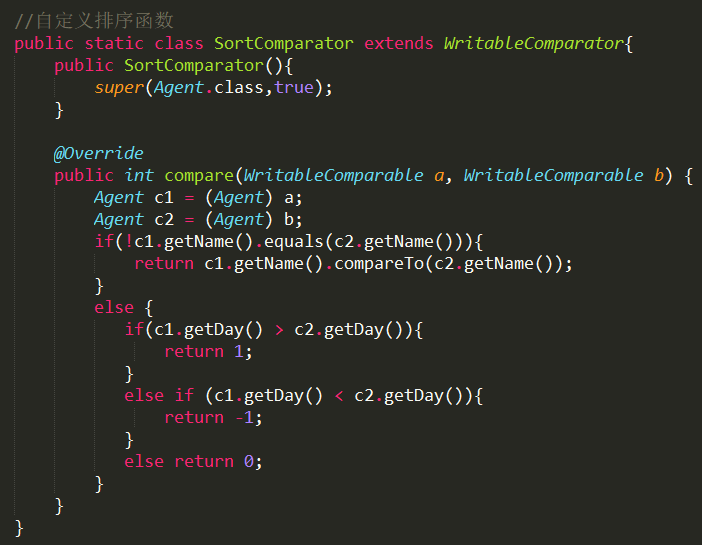 //自定义排序函数
public static class SortComparator extends WritableComparator{
    public SortComparator(){
        super(Agent.class,true);
    }

    @Override
    public int compare(WritableComparable a, WritableComparable b) {
        Agent c1 = (Agent) a;
        Agent c2 = (Agent) b;
        if(!c1.getName().equals(c2.getName())){
            return c1.getName().compareTo(c2.getName());
        }
        else {
           if(c1.getDay() > c2.getDay()){
               return 1;
           }
           else if (c1.getDay() < c2.getDay()){
               return -1;
           }
           else return 0;
        }
    }
}